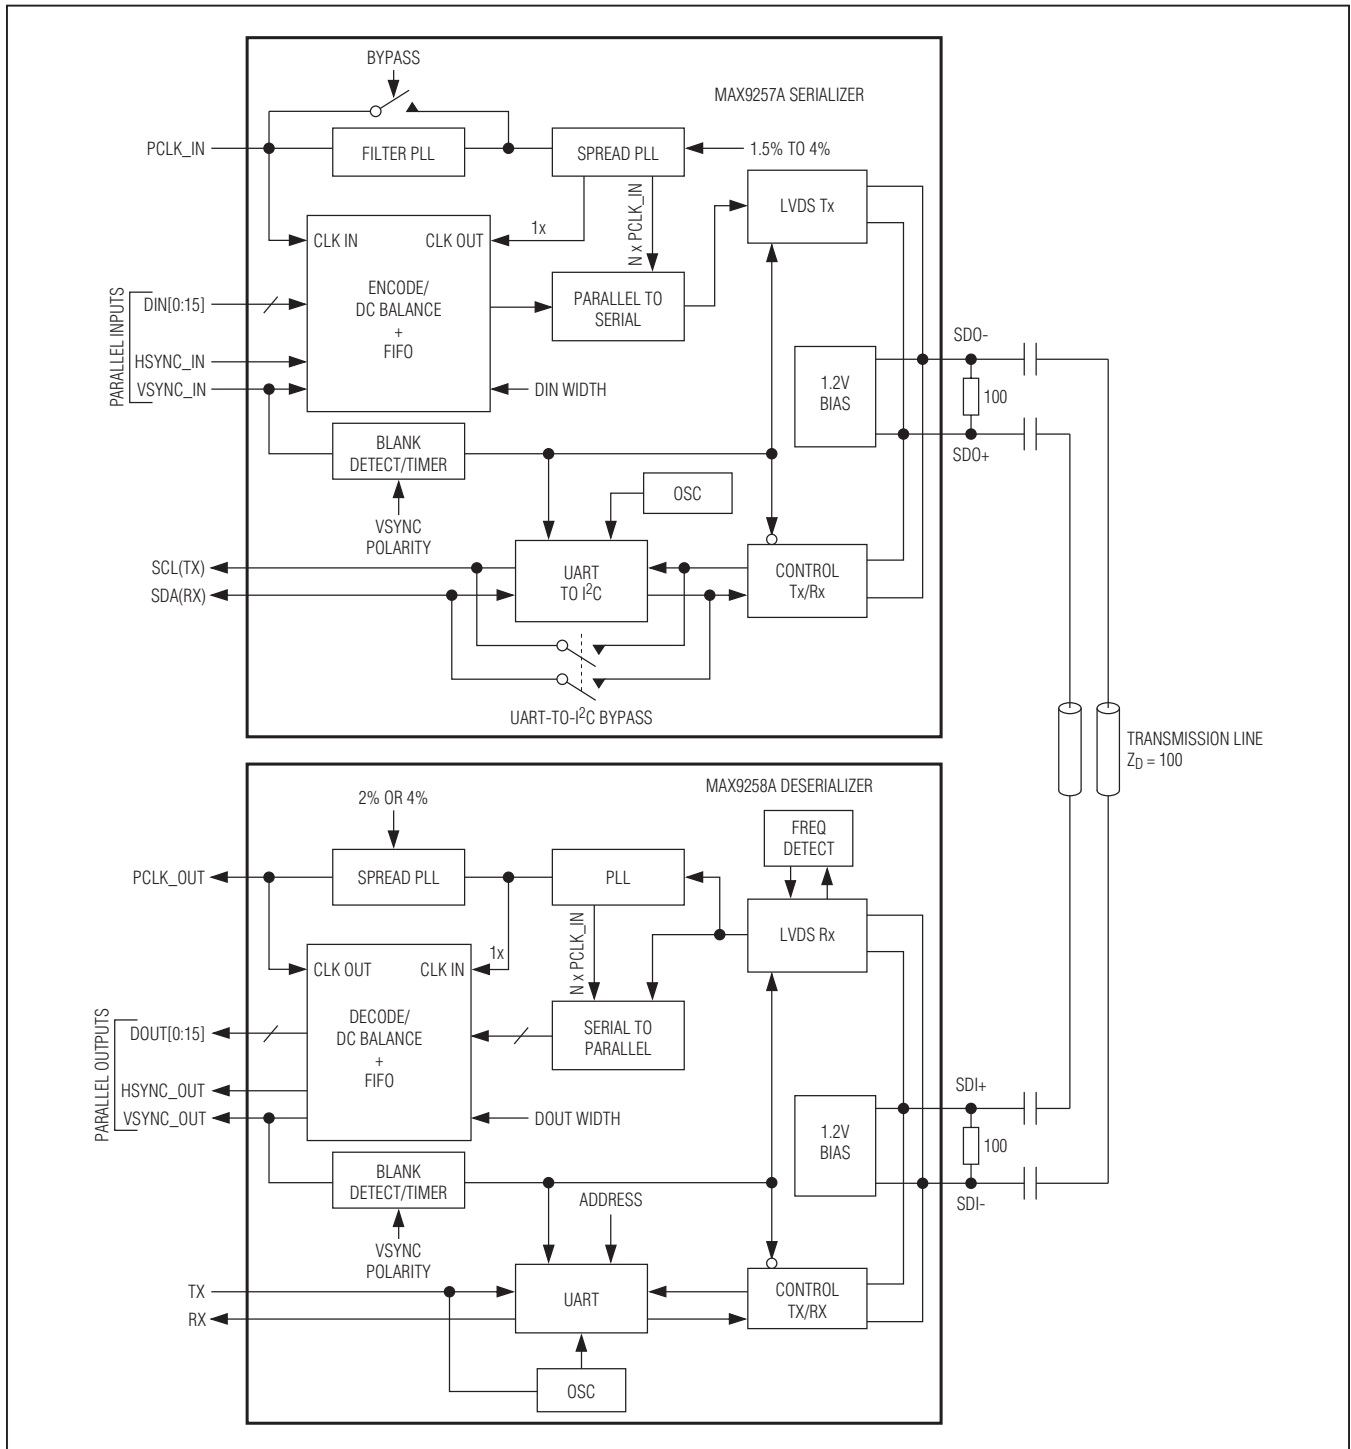 BYPASS
MAX9257A SERIALIZER
PCLK_IN
FILTER PLL
SPREAD PLL
1.5% TO 4%
N x PCLK_IN
LVDS Tx
1x
CLK IN
CLK OUT
ENCODE/
DC BALANCE
+
FIFO
PARALLEL INPUTS
DIN[0:15]
HSYNC_IN
VSYNC_IN
PARALLEL TO
SERIAL
DIN WIDTH
1.2V
BIAS
SDO-
100
SDO+
BLANK
DETECT/TIMER
VSYNC
POLARITY
OSC
SCL(TX)
SDA(RX)
UART
TO I²C
CONTROL
Tx/Rx
UART-TO-I²C BYPASS
TRANSMISSION LINE
Z_D = 100
MAX9258A DESERIALIZER
2% OR 4%
FREQ
DETECT
PCLK_OUT
SPREAD PLL
PLL
N x PCLK_IN
LVDS Rx
1x
CLK OUT
CLK IN
DECODE/
DC BALANCE
+
FIFO
PARALLEL OUTPUTS
DOUT[0:15]
HSYNC_OUT
VSYNC_OUT
SERIAL TO
PARALLEL
DOUT WIDTH
1.2V
BIAS
SDI+
100
SDI-
BLANK
DETECT/TIMER
VSYNC
POLARITY
ADDRESS
TX
RX
UART
CONTROL
TX/RX
OSC